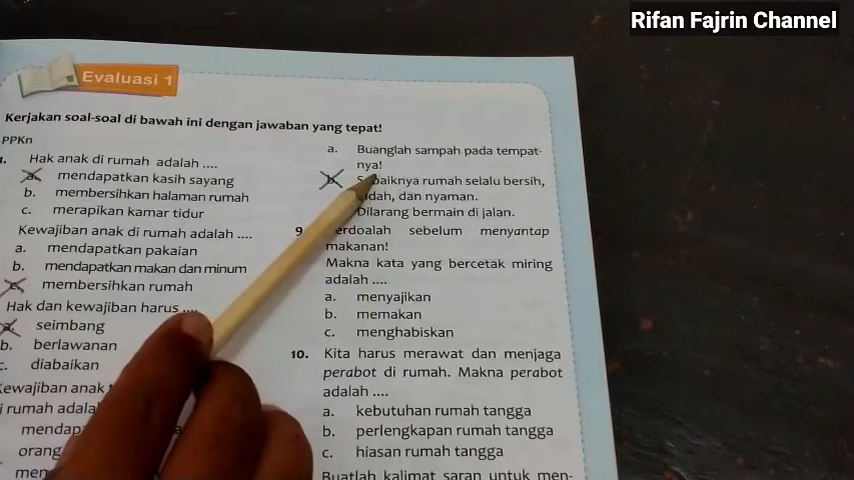 Rifan Fajrin Channel
Evaluasi 1
Kerjakan soal-soal di bawah ini dengan jawaban yang tepat!
PPKn
Hak anak di rumah adalah ....
a. mendapatkan kasih sayang
b. membersihkan halaman rumah
c. merapikan kamar tidur
Kewajiban anak di rumah adalah ....
a. mendapatkan pakaian
b. mendapatkan makan dan minum
c. membersihkan rumah
Hak dan kewajiban harus ....
a. seimbang
b. berlawanan
c. diabaikan
anak
rumah
a. Buanglah sampah pada tempat-
nya!
b. rumah selalu bersih,
dan nyaman.
Dilarang bermain di jalan.
9 sebelum menyantap
makanan!
Makna kata yang bercetak miring
adalah ....
a. menyajikan
b. memakan
c. menghabiskan
10. Kita harus merawat dan menjaga
perabot di rumah. Makna perabot
adalah ....
a. kebutuhan rumah tangga
b. perlengkapan rumah tangga
c. hiasan rumah tangga
Buatlah kalimat saran untuk men-